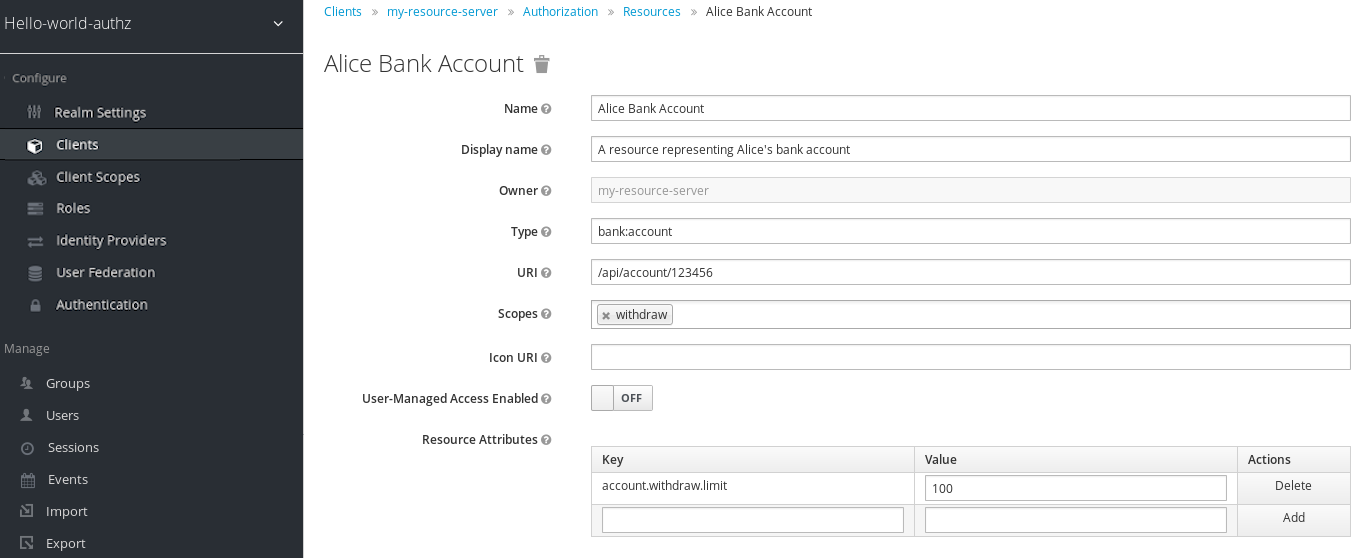 Hello-world-authz
Configure
Realm Settings
Clients
Client Scopes
Roles
Identity Providers
User Federation
Authentication
Manage
Groups
Users
Sessions
Events
Import
Export
Clients » my-resource-server » Authorization » Resources » Alice Bank Account
Alice Bank Account
Name Alice Bank Account
Display name A resource representing Alice's bank account
Owner my-resource-server
Type bank:account
URI /api/account/123456
Scopes × withdraw
Icon URI
User-Managed Access Enabled OFF
Resource Attributes
Key Value Actions
account.withdraw.limit 100 Delete
Add